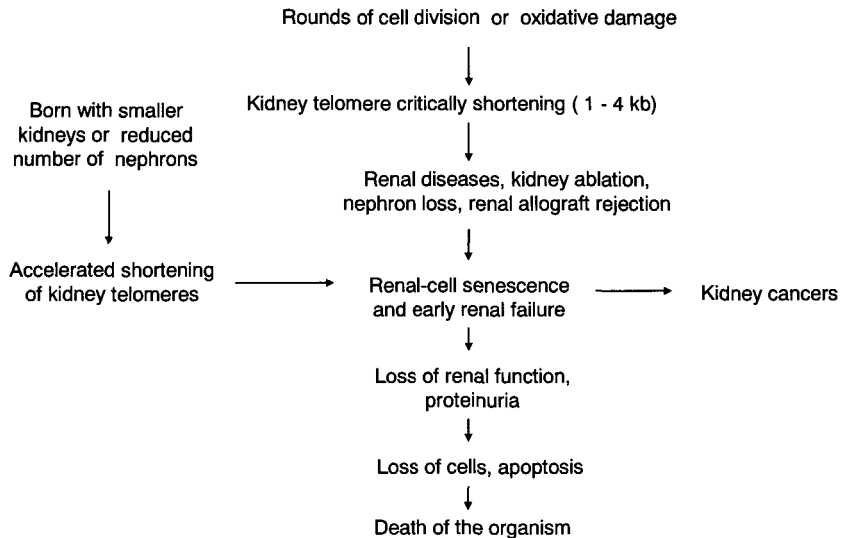 Rounds of cell division or oxidative damage
Kidney telomere critically shortening ( 1 - 4 kb)
Born with smaller
kidneys or reduced
number of nephrons
Renal diseases, kidney ablation,
nephron loss, renal allograft rejection
Accelerated shortening
of kidney telomeres
Renal-cell senescence
and early renal failure
Kidney cancers
Loss of renal function,
proteinuria
Loss of cells, apoptosis
Death of the organism